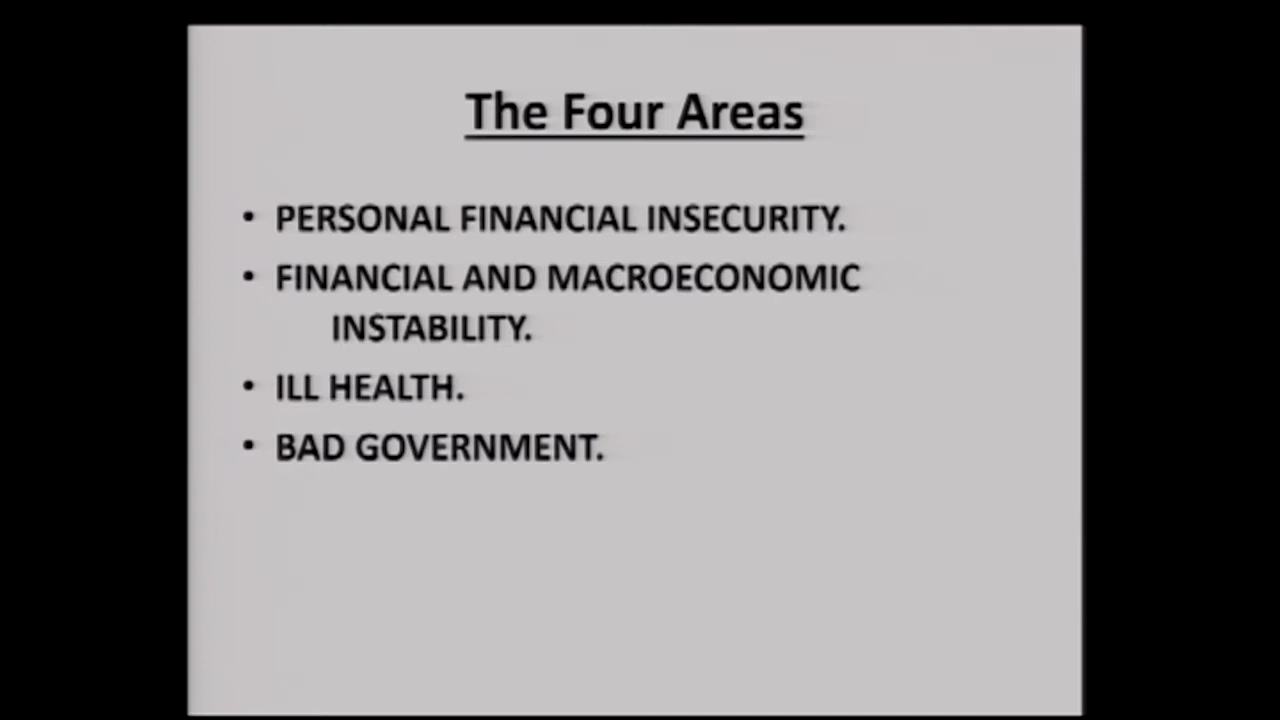 The Four Areas
• PERSONAL FINANCIAL INSECURITY.
• FINANCIAL AND MACROECONOMIC
INSTABILITY.
• ILL HEALTH.
• BAD GOVERNMENT.